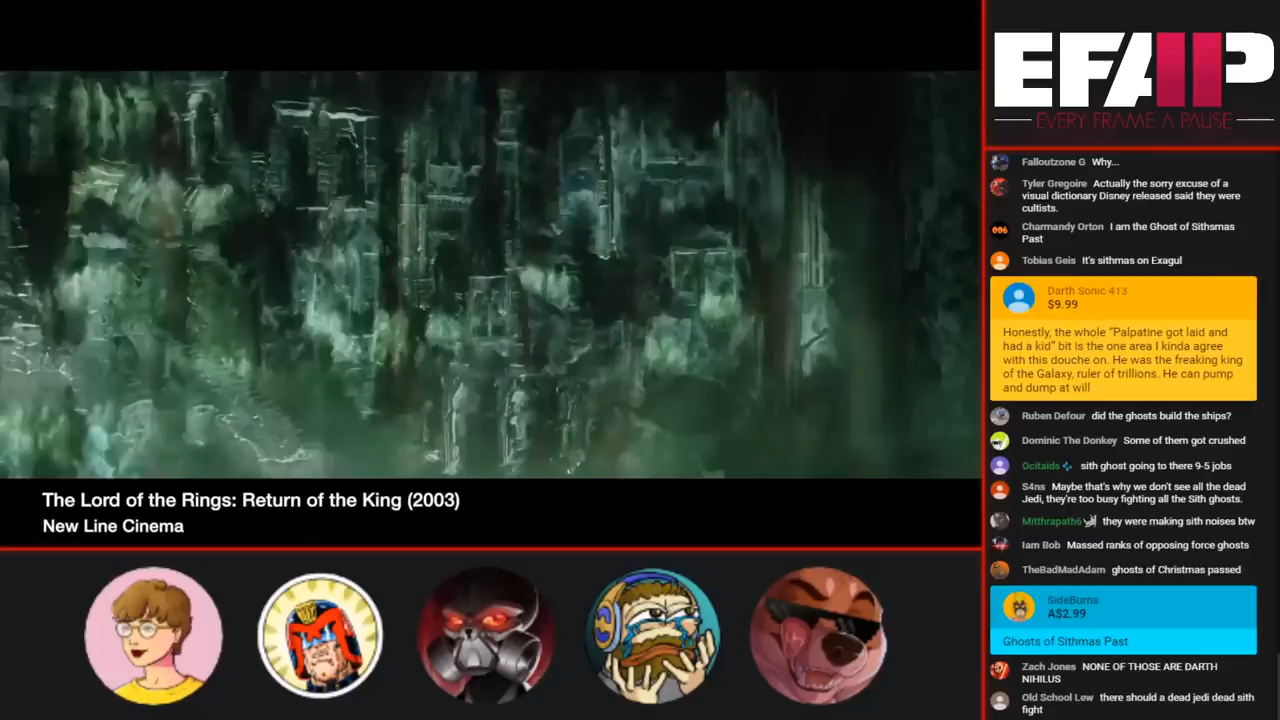 EFAP
EVERY FRAME A PAUSE
Falloutzone G Why...
Tyler Gregoire Actually the sorry excuse of a
visual dictionary Disney released said they were
cultists.
006
Charmandy Orton I am the Ghost of Sithsmas
Past
Tobias Geis It's sithmas on Exagul
Darth Sonic 413
$9.99
Honestly, the whole “Palpatine got laid and
had a kid” bit is the one area I kinda agree
with this douche on. He was the freaking king
of the Galaxy, ruler of trillions. He can pump
and dump at will
Ruben Defour did the ghosts build the ships?
Dominic The Donkey Some of them got crushed
Ocitaids sith ghost going to there 9-5 jobs
S4ns Maybe that's why we don't see all the dead
Jedi, they're too busy fighting all the Sith ghosts.
Mitthrapath6 they were making sith noises btw
Iam Bob Massed ranks of opposing force ghosts
TheBadMadAdam ghosts of Christmas passed
SideBurns
A$2.99
Ghosts of Sithmas Past
Zach Jones NONE OF THOSE ARE DARTH
NIHILUS
Old School Lew there should a dead jedi dead sith
fight
The Lord of the Rings: Return of the King (2003)
New Line Cinema